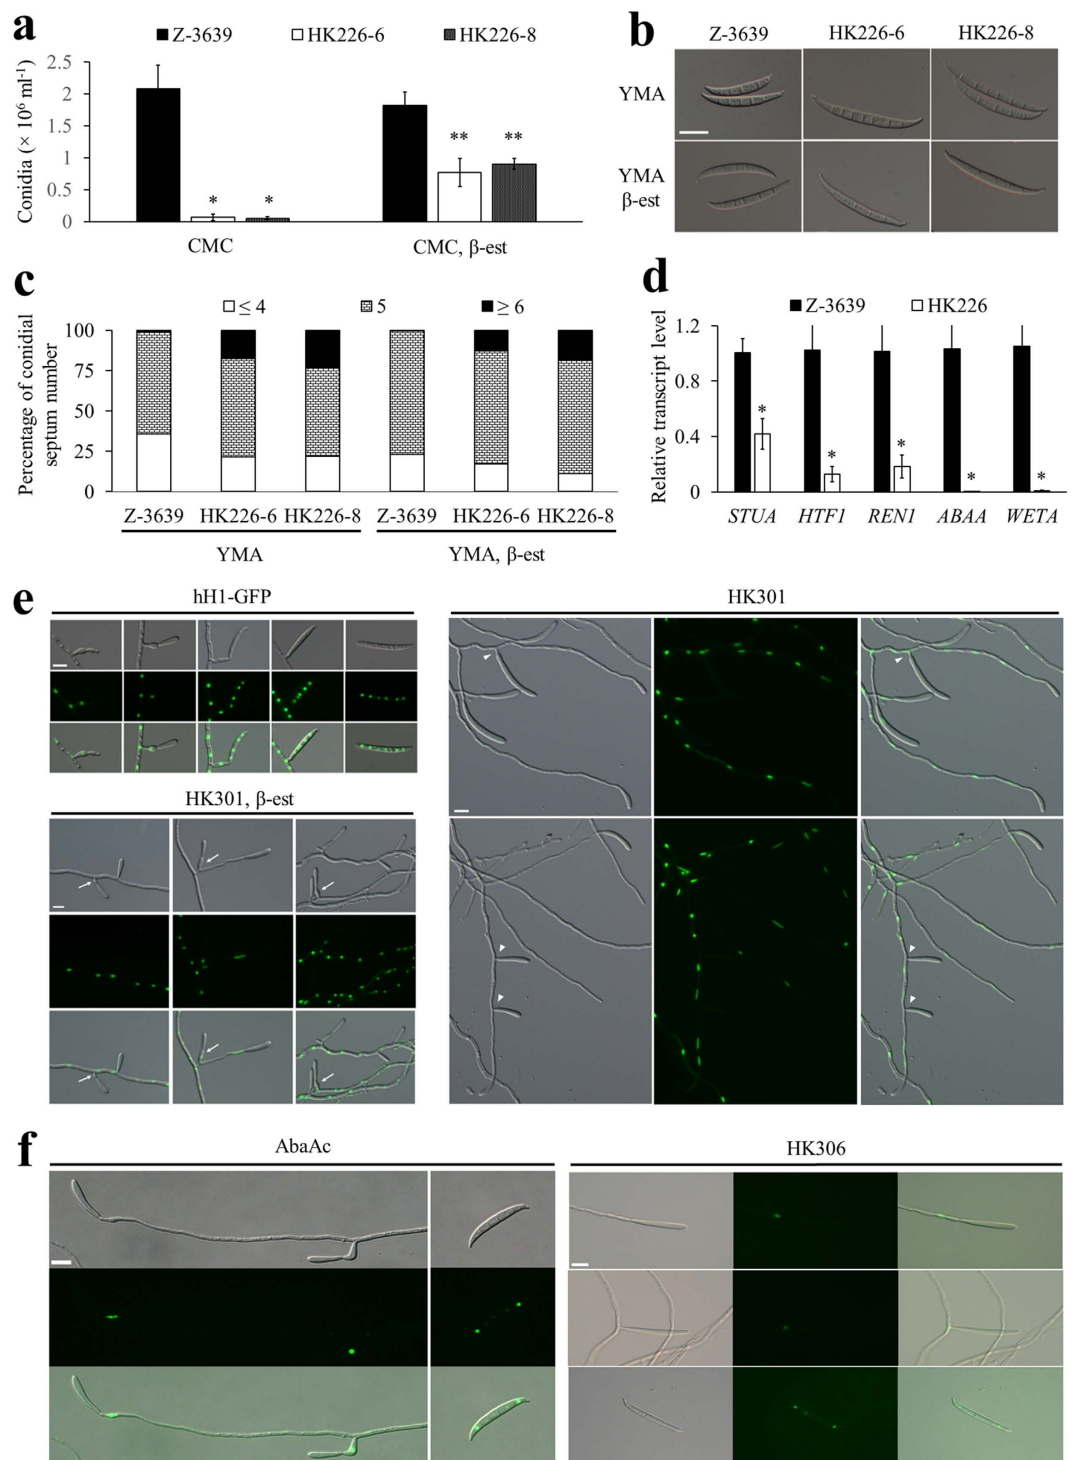 a
Z-3639 HK226-6 HK226-8
Conidia (× 10⁶ ml⁻¹)
2.5
2
1.5
1
0.5
0
* * ** **
CMC CMC, β-est
b
Z-3639 HK226-6 HK226-8
YMA
YMA
β-est
c
≤ 4 5 ≥ 6
Percentage of conidial
septum number
100
75
50
25
0
Z-3639 HK226-6 HK226-8 Z-3639 HK226-6 HK226-8
YMA YMA, β-est
d
Z-3639 HK226
Relative transcript level
1.2
0.8
0.4
0
* * * * *
STUA HTF1 REN1 ABAA WETA
e
hH1-GFP
HK301
HK301, β-est
f
AbaAc
HK306